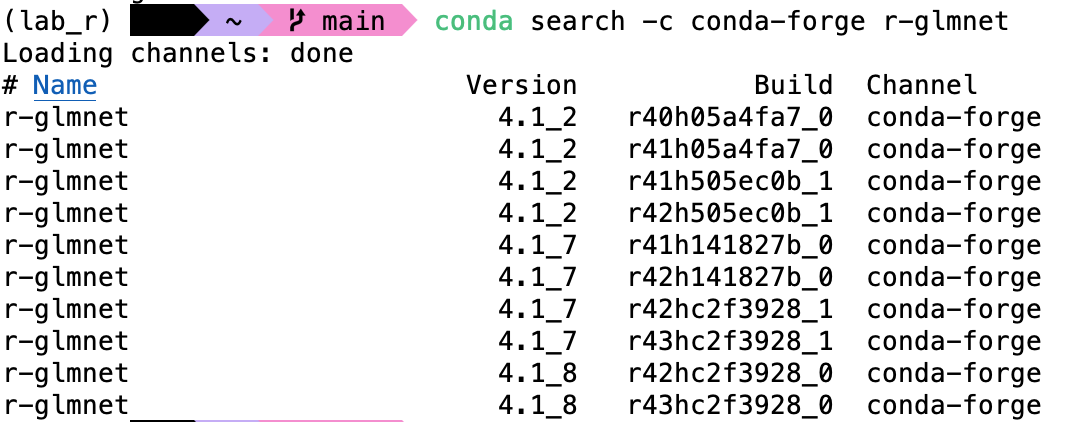 (lab_r) ~ main conda search -c conda-forge r-glmnet
Loading channels: done
# Name Version Build Channel
r-glmnet 4.1_2 r40h05a4fa7_0 conda-forge
r-glmnet 4.1_2 r41h05a4fa7_0 conda-forge
r-glmnet 4.1_2 r41h505ec0b_1 conda-forge
r-glmnet 4.1_2 r42h505ec0b_1 conda-forge
r-glmnet 4.1_7 r41h141827b_0 conda-forge
r-glmnet 4.1_7 r42h141827b_0 conda-forge
r-glmnet 4.1_7 r42hc2f3928_1 conda-forge
r-glmnet 4.1_7 r43hc2f3928_1 conda-forge
r-glmnet 4.1_8 r42hc2f3928_0 conda-forge
r-glmnet 4.1_8 r43hc2f3928_0 conda-forge